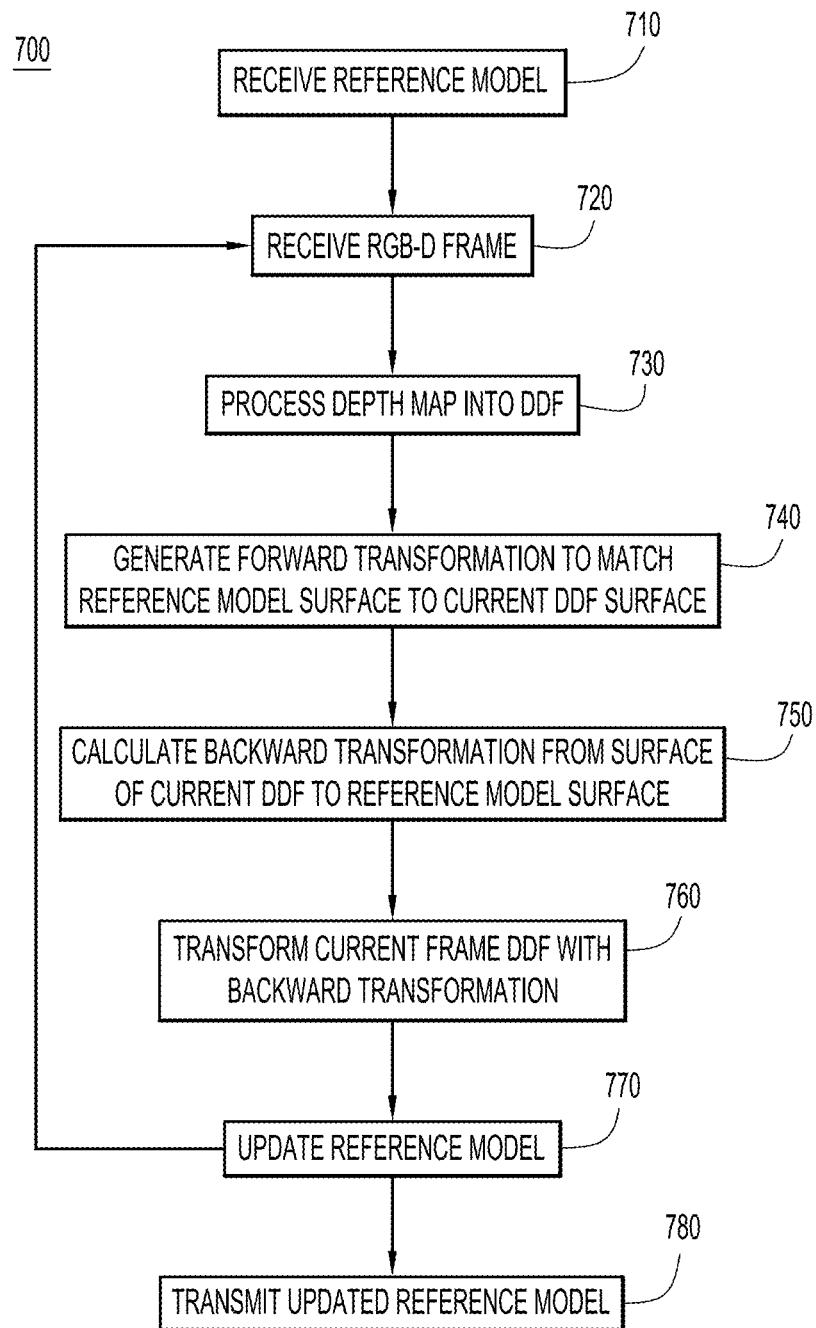 700
710
RECEIVE REFERENCE MODEL
720
RECEIVE RGB-D FRAME
730
PROCESS DEPTH MAP INTO DDF
740
GENERATE FORWARD TRANSFORMATION TO MATCH
REFERENCE MODEL SURFACE TO CURRENT DDF SURFACE
750
CALCULATE BACKWARD TRANSFORMATION FROM SURFACE
OF CURRENT DDF TO REFERENCE MODEL SURFACE
760
TRANSFORM CURRENT FRAME DDF WITH
BACKWARD TRANSFORMATION
770
UPDATE REFERENCE MODEL
780
TRANSMIT UPDATED REFERENCE MODEL